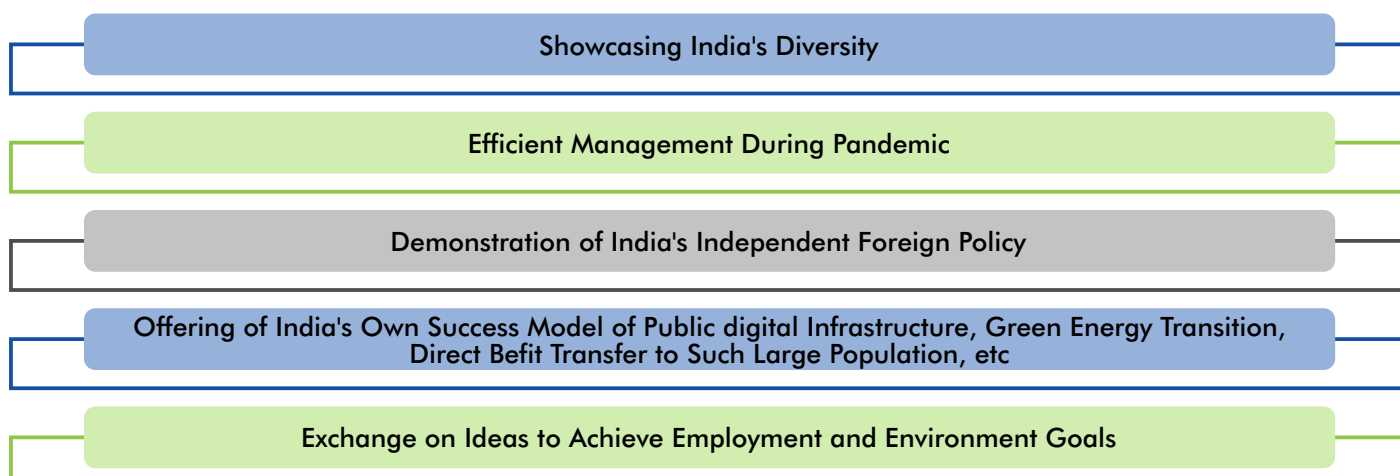 Showcasing India's Diversity
Efficient Management During Pandemic
Demonstration of India's Independent Foreign Policy
Offering of India's Own Success Model of Public digital Infrastructure, Green Energy Transition,
Direct Befit Transfer to Such Large Population, etc
Exchange on Ideas to Achieve Employment and Environment Goals